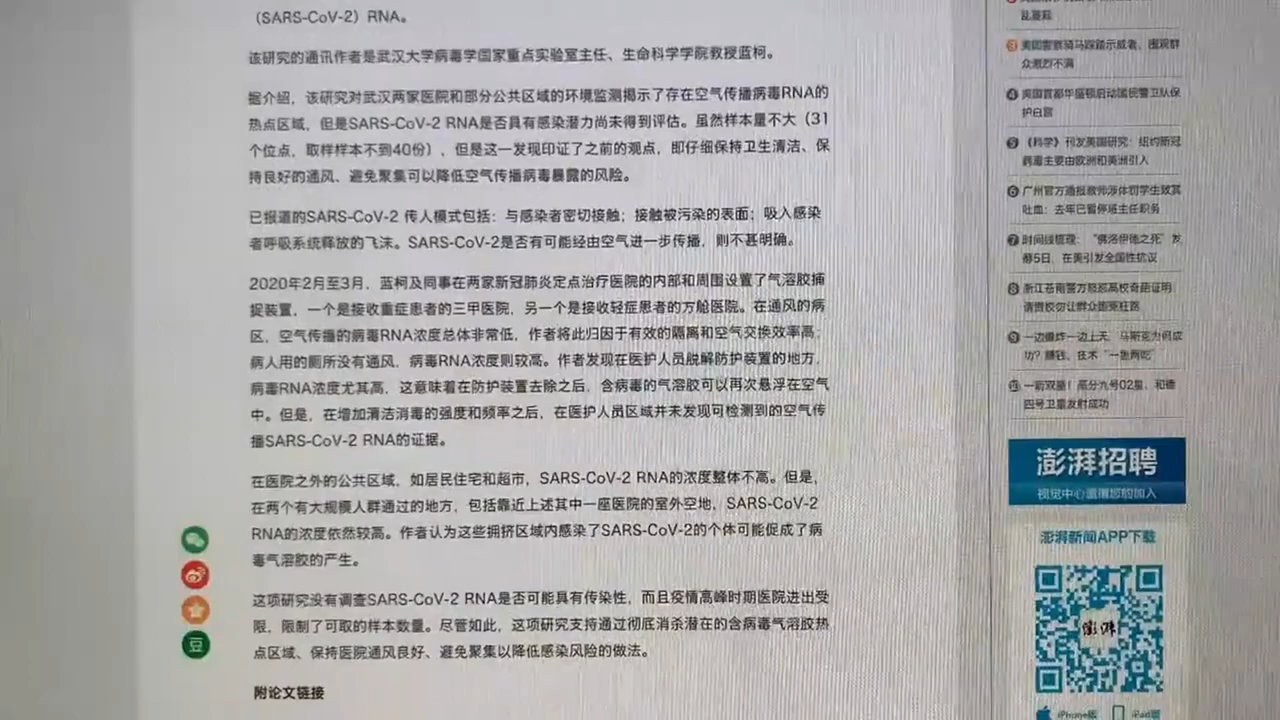 （SARS-CoV-2）RNA。
该研究的通讯作者是武汉大学病毒学国家重点实验室主任、生命科学学院教授蓝柯。
据介绍，该研究对武汉两家医院和部分公共区域的环境监测揭示了存在空气传播病毒RNA的
热点区域，但是SARS-CoV-2 RNA是否具有感染潜力尚未得到评估。虽然样本量不大（31
个位点，取样样本不到40份），但是这一发现印证了之前的观点，即仔细保持卫生清洁、保
持良好的通风、避免聚集可以降低空气传播病毒暴露的风险。
已报道的SARS-CoV-2 传人模式包括：与感染者密切接触；接触被污染的表面；吸入感染
者呼吸系统释放的飞沫。SARS-CoV-2是否有可能经由空气进一步传播，则不甚明确。
2020年2月至3月，蓝柯及同事在两家新冠肺炎定点治疗医院的内部和周围设置了气溶胶捕
捉装置，一个是接收重症患者的三甲医院，另一个是接收轻症患者的方舱医院。在通风的病
区，空气传播的病毒RNA浓度总体非常低，作者将此归因于有效的隔离和空气交换效率高；
病人用的厕所没有通风，病毒RNA浓度则较高。作者发现在医护人员脱解防护装置的地方，
病毒RNA浓度尤其高，这意味着在防护装置去除之后，含病毒的气溶胶可以再次悬浮在空气
中。但是，在增加清洁消毒的强度和频率之后，在医护人员区域并未发现可检测到的空气传
播SARS-CoV-2 RNA的证据。
在医院之外的公共区域，如居民住宅和超市，SARS-CoV-2 RNA的浓度整体不高。但是，
在两个有大规模人群通过的地方，包括靠近上述其中一座医院的室外空地，SARS-CoV-2
RNA的浓度依然较高。作者认为这些拥挤区域内感染了SARS-CoV-2的个体可能促成了病
毒气溶胶的产生。
这项研究没有调查SARS-CoV-2 RNA是否可能具有传染性，而且疫情高峰时期医院进出受
限，限制了可取的样本数量。尽管如此，这项研究支持通过彻底消杀潜在的含病毒气溶胶热
点区域、保持医院通风良好、避免聚集以降低感染风险的做法。
附论文链接
豆
3 美国警察骑马踩踏示威者，围观群
众激烈不满
4 美国首都华盛顿启动国民警卫队保
护白宫
5 《科学》刊发美国研究：纽约新冠
病毒主要由欧洲和美洲引入
6 广州官方通报教师涉体罚学生致其
吐血：去年已暂停班主任职务
7 时间线梳理：“佛洛伊德之死”发
酵5日，在美引发全国性抗议
8 浙江苍南警方怒怼高校奇葩证明：
请贵校勿让群众跑冤枉路
9 一边爆炸一边上天，马斯克为何成
功？赚钱、技术“一鱼两吃”
10 一箭双星！高分九号02星、和德
四号卫星发射成功
澎湃招聘
视觉中心邀请您的加入
澎湃新闻APP下载
澎湃
iPhone版
iPad版